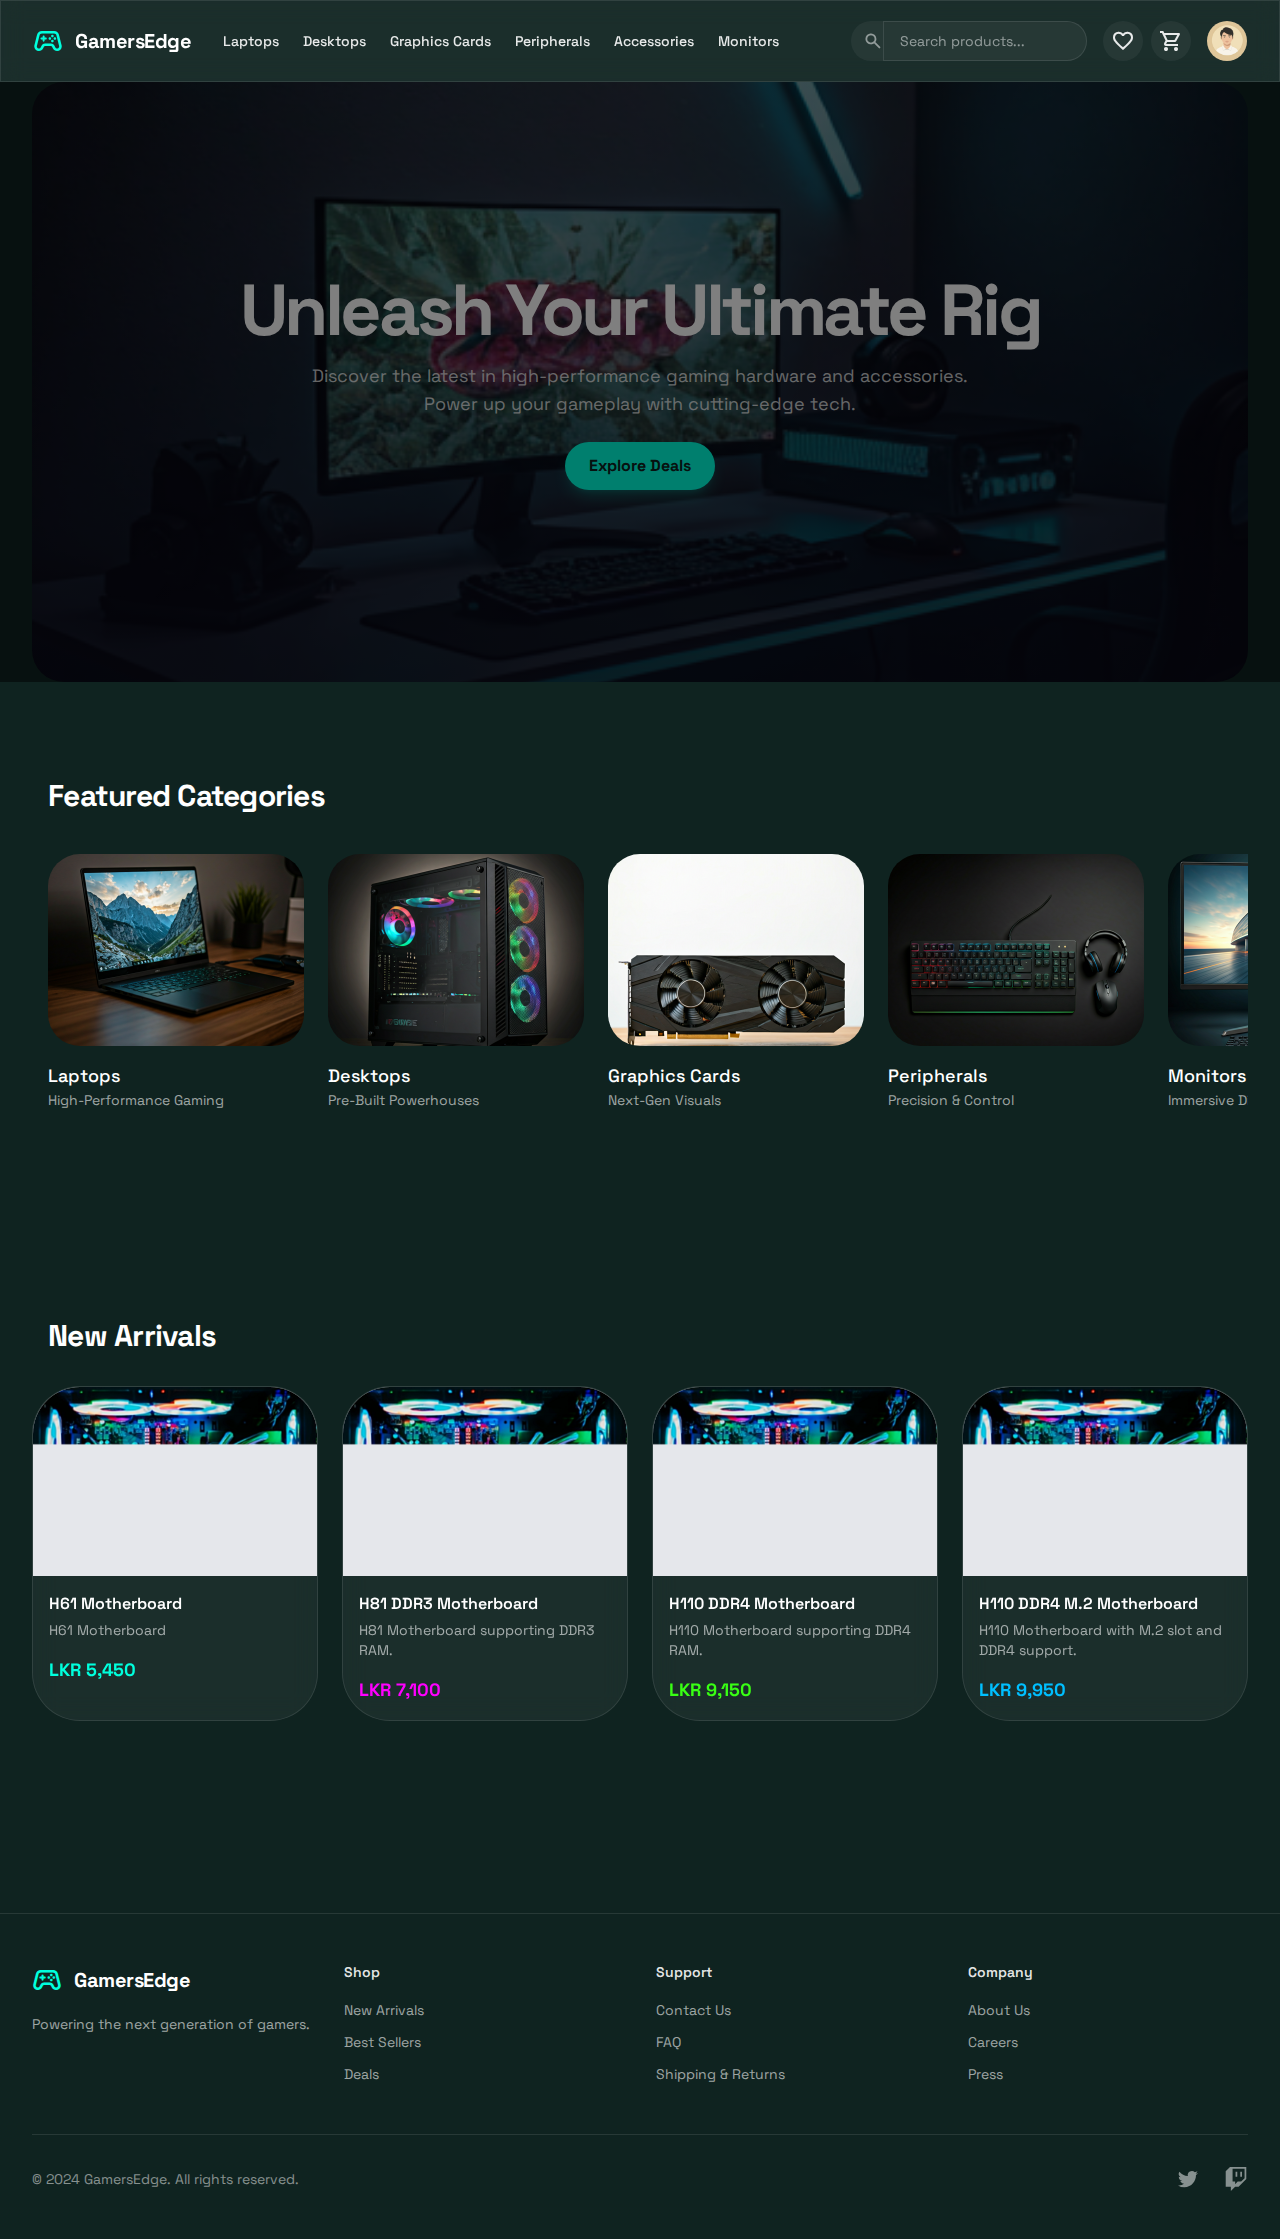 GamersEdge
Laptops
Desktops
Graphics Cards
Peripherals
Accessories
Monitors
Search products...
Unleash Your Ultimate Rig
Discover the latest in high-performance gaming hardware and accessories.
Power up your gameplay with cutting-edge tech.
Explore Deals
Featured Categories
Laptops
High-Performance Gaming
Desktops
Pre-Built Powerhouses
Graphics Cards
Next-Gen Visuals
Peripherals
Precision & Control
Monitors
Immersive D
New Arrivals
H61 Motherboard
H61 Motherboard
LKR 5,450
H81 DDR3 Motherboard
H81 Motherboard supporting DDR3
RAM.
LKR 7,100
H110 DDR4 Motherboard
H110 Motherboard supporting DDR4
RAM.
LKR 9,150
H110 DDR4 M.2 Motherboard
H110 Motherboard with M.2 slot and
DDR4 support.
LKR 9,950
GamersEdge
Powering the next generation of gamers.
Shop
New Arrivals
Best Sellers
Deals
Support
Contact Us
FAQ
Shipping & Returns
Company
About Us
Careers
Press
© 2024 GamersEdge. All rights reserved.